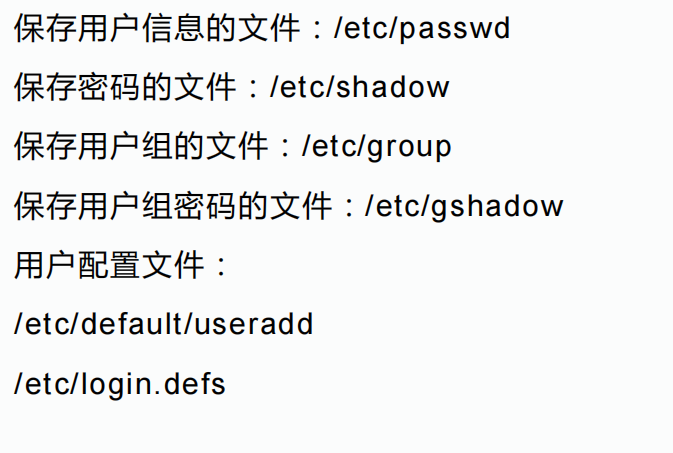 保存用户信息的文件：/etc/passwd
保存密码的文件：/etc/shadow
保存用户组的文件：/etc/group
保存用户组密码的文件：/etc/gshadow
用户配置文件：
/etc/default/useradd
/etc/login.defs